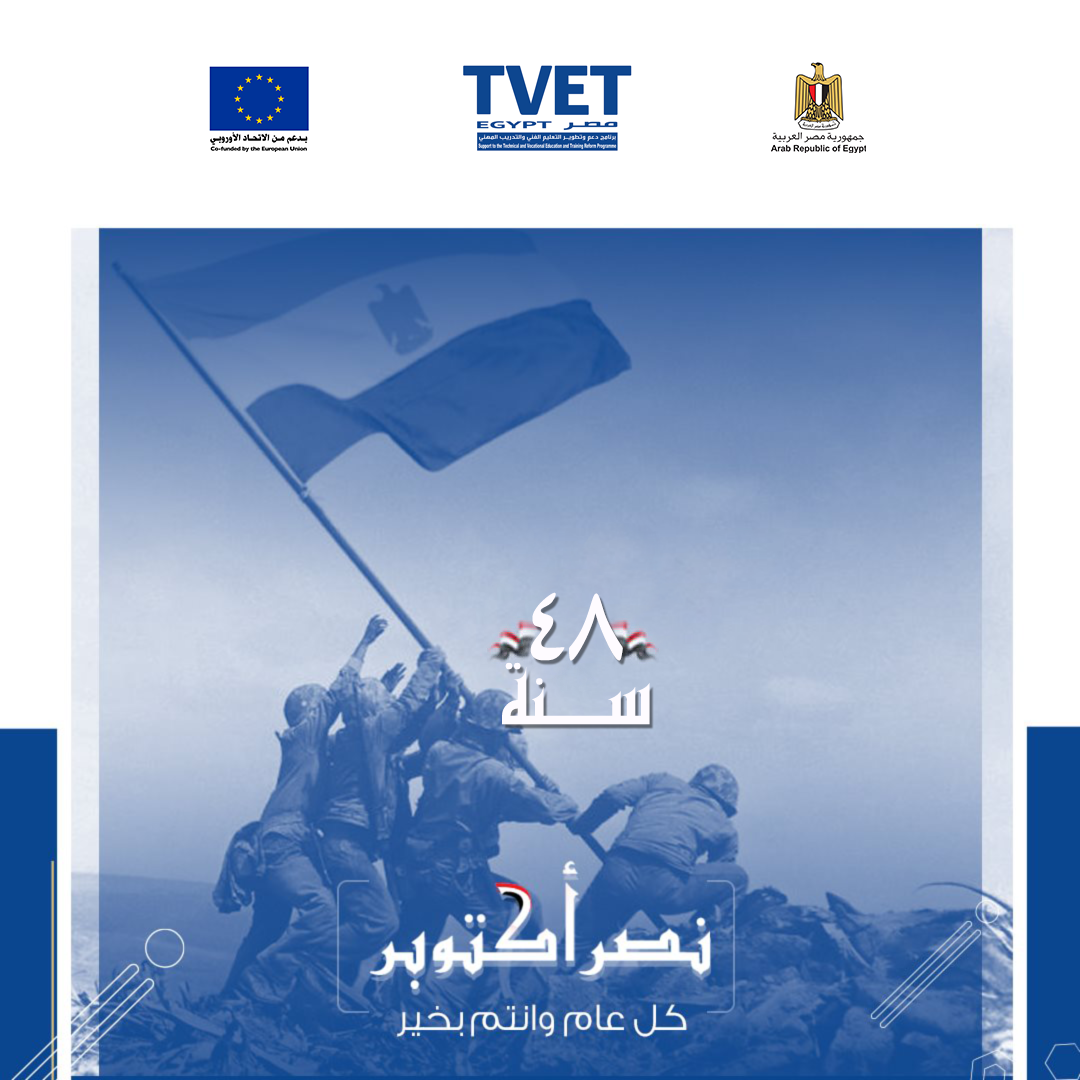 بدعم من الاتحاد الأوروبي
Co-funded by the European Union
TVET
EGYPT مصر
برنامج دعم وتطوير التعليم الفني والتدريب المهني
Support to the Technical and Vocational Education and Training Reform Programme
جمهورية مصر العربية
Arab Republic of Egypt
٤٨
سنة
نصر أكتوبر
كل عام وانتم بخير